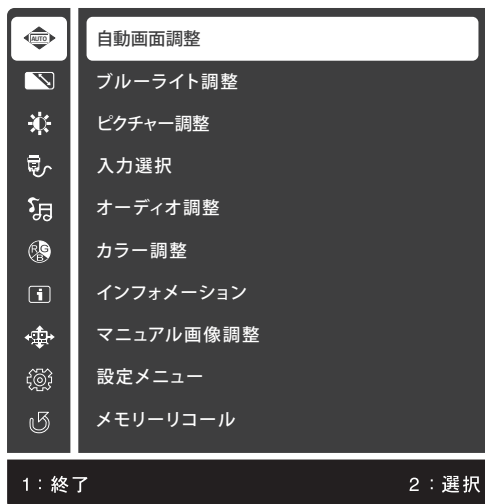 AUTO
自動画面調整
ブルーライト調整
ピクチャー調整
入力選択
オーディオ調整
RGB
カラー調整
i
インフォメーション
マニュアル画像調整
設定メニュー
メモリーリコール
1：終了
2：選択